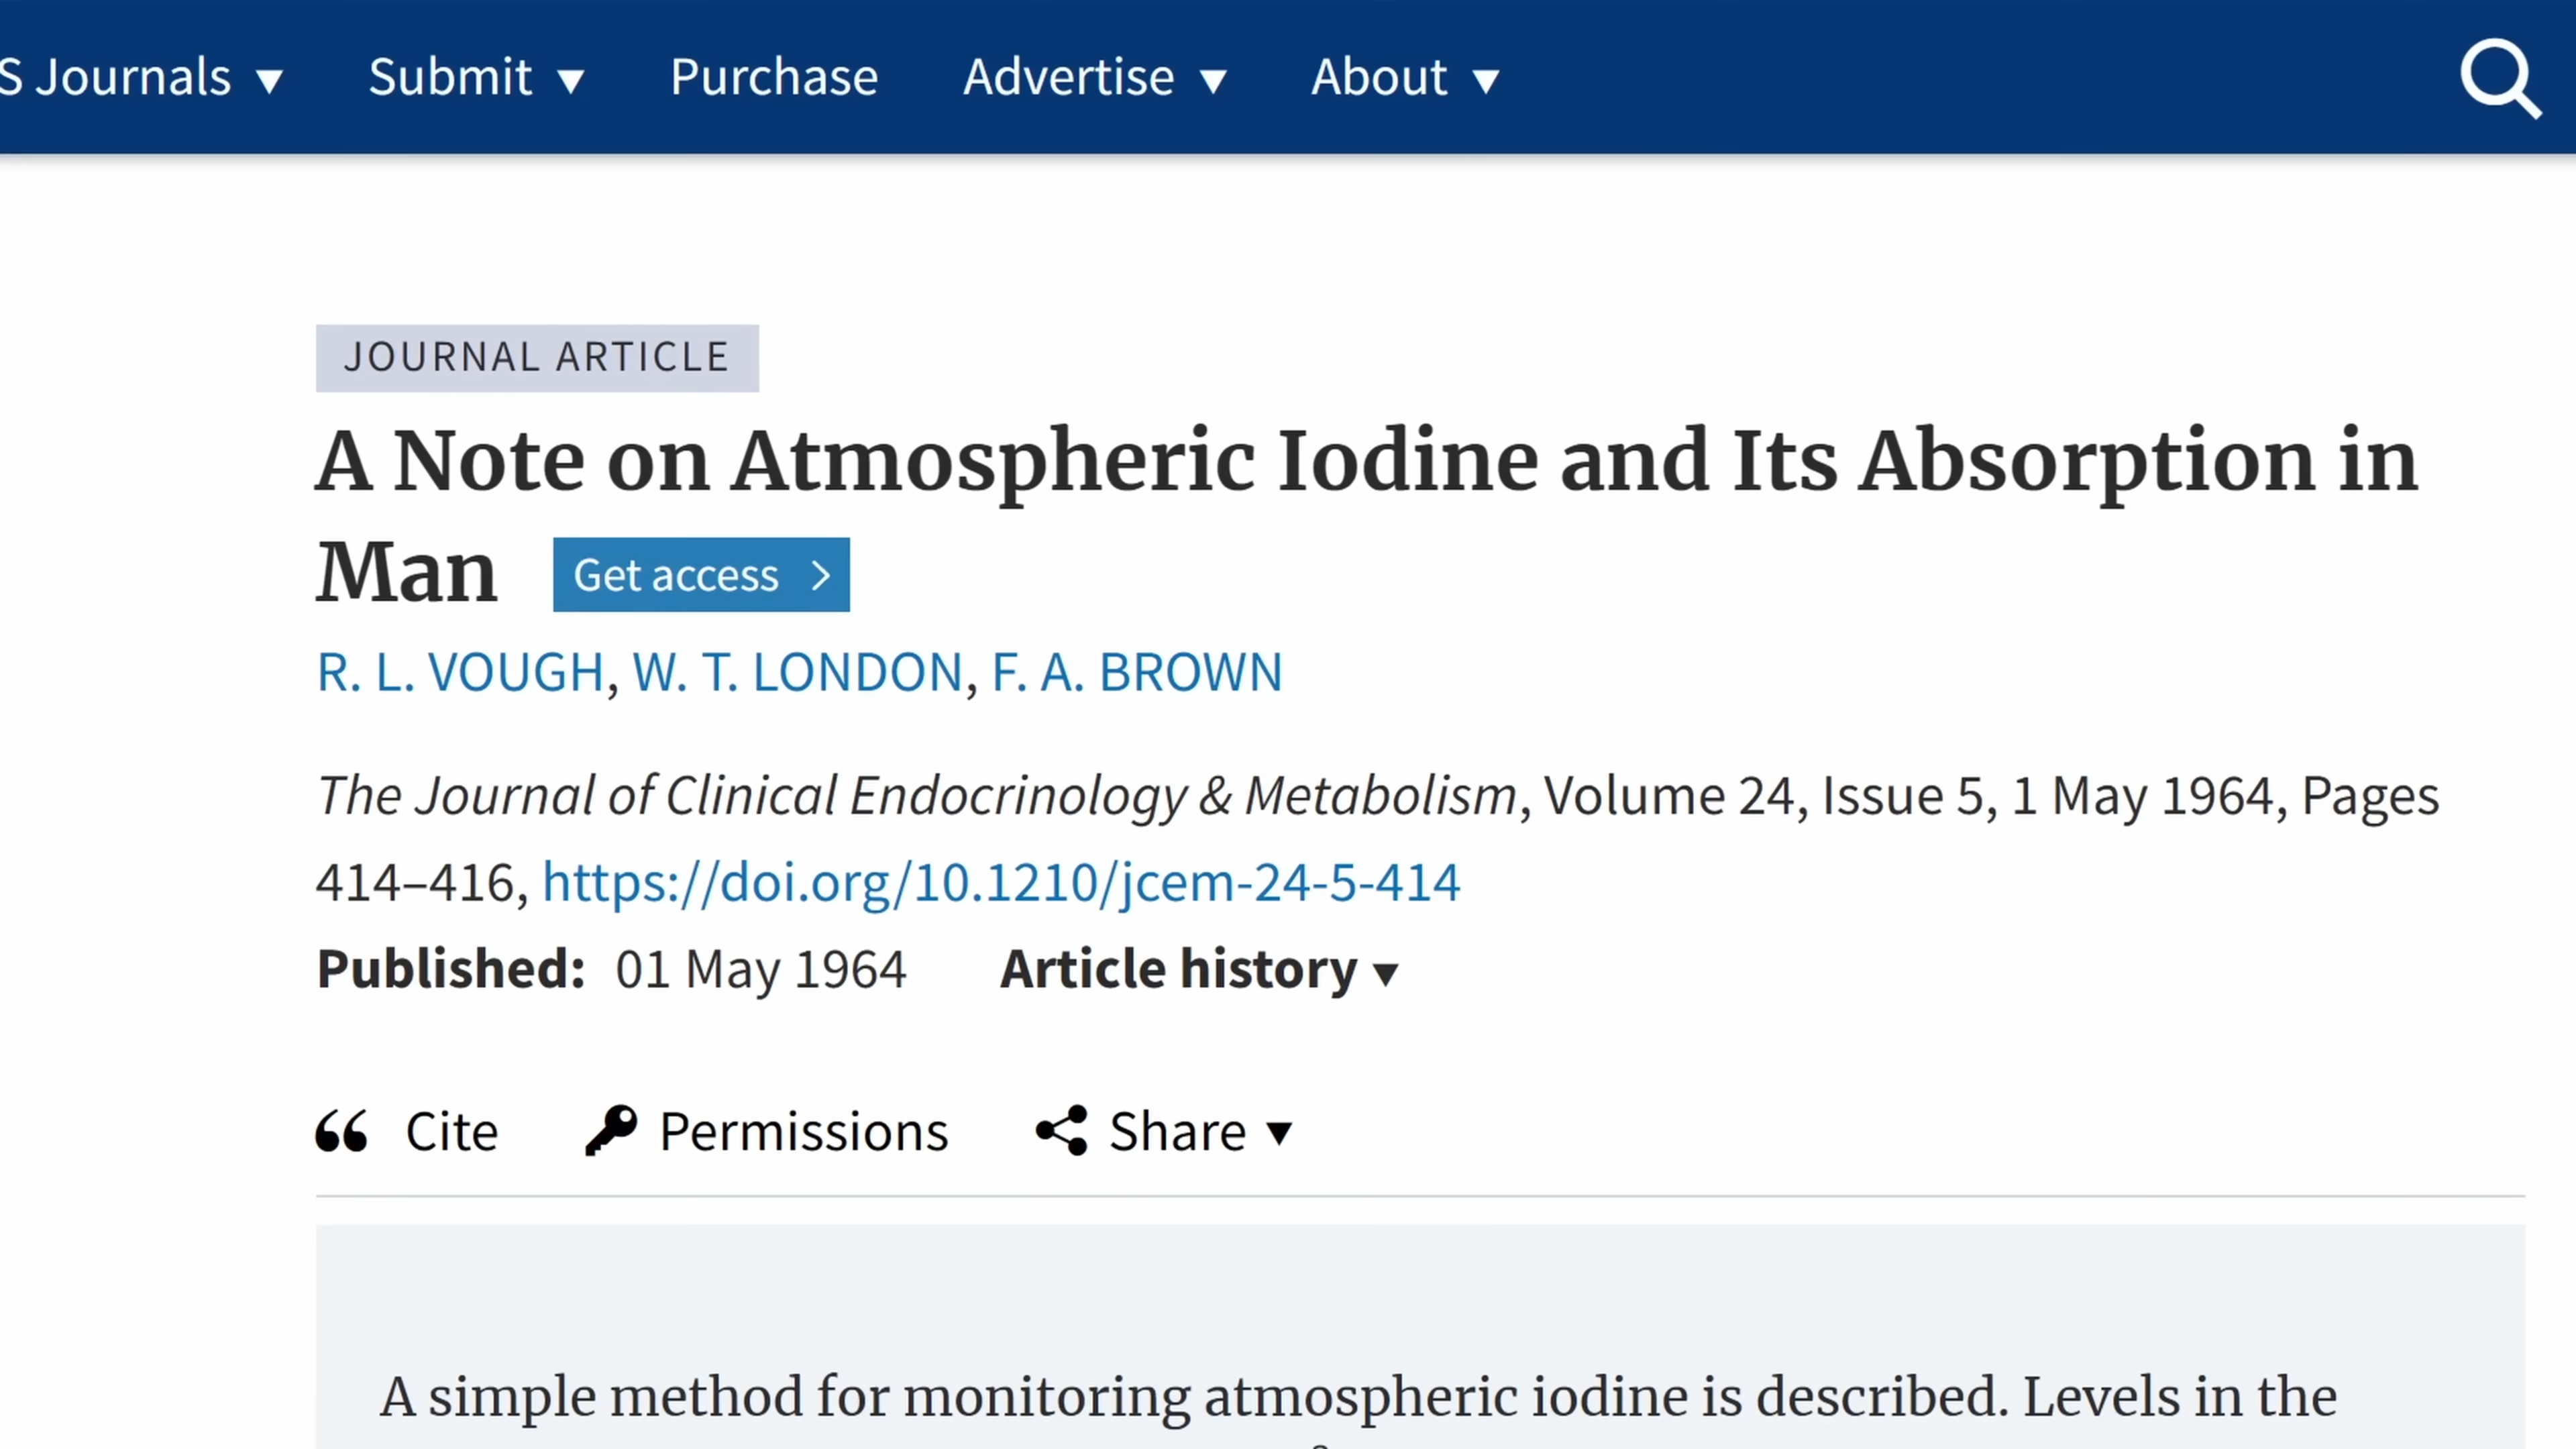 S Journals ▼ Submit ▼ Purchase Advertise ▼ About ▼
JOURNAL ARTICLE
A Note on Atmospheric Iodine and Its Absorption in
Man Get access >
R. L. VOUGH, W. T. LONDON, F. A. BROWN
The Journal of Clinical Endocrinology & Metabolism, Volume 24, Issue 5, 1 May 1964, Pages
414–416, https://doi.org/10.1210/jcem-24-5-414
Published: 01 May 1964 Article history ▼
Cite Permissions Share ▼
A simple method for monitoring atmospheric iodine is described. Levels in the